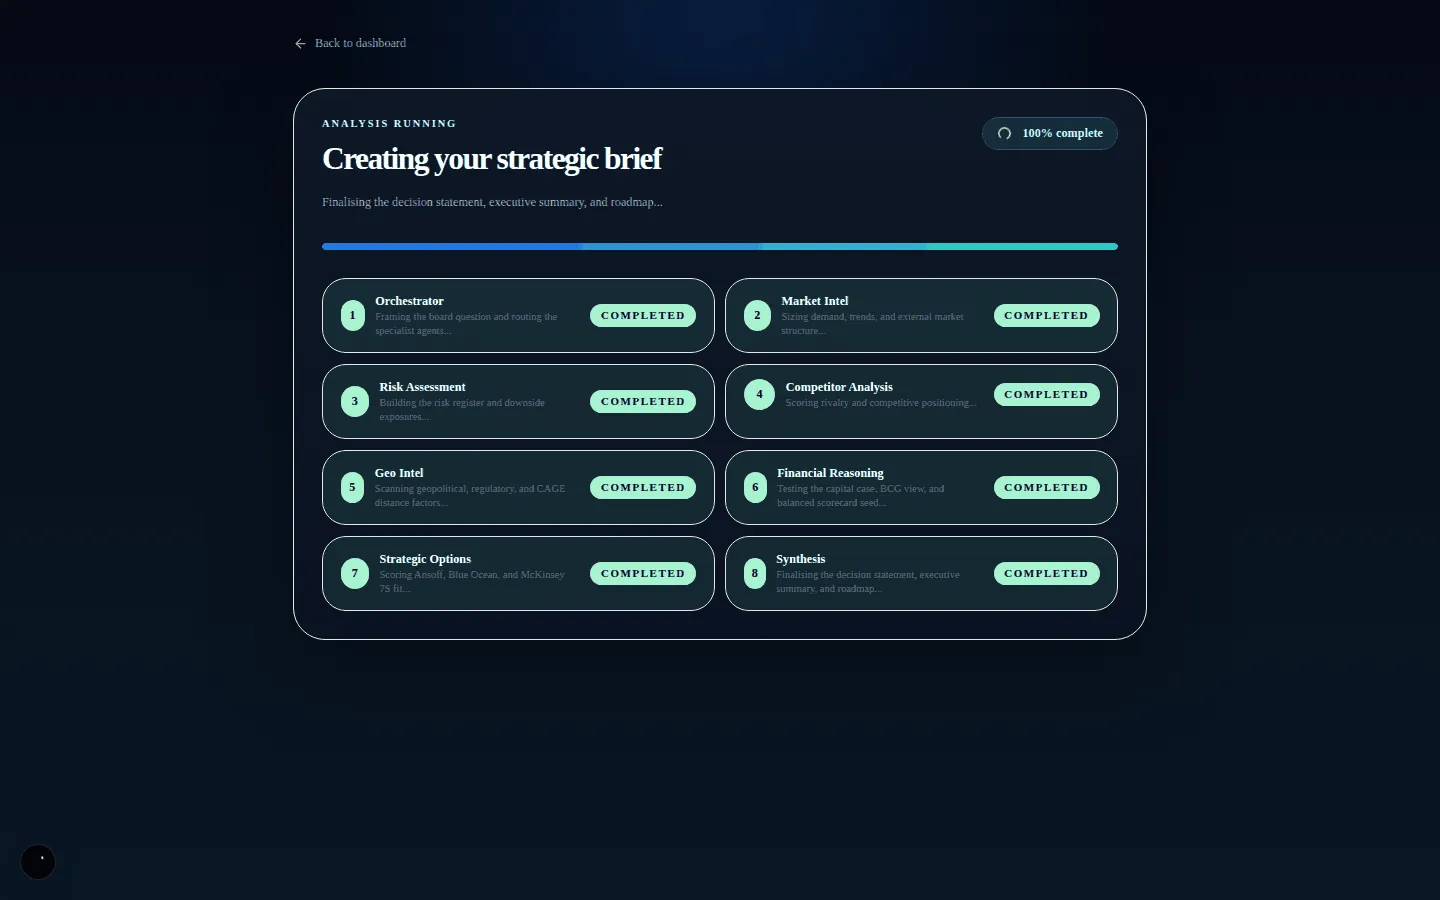 Back to dashboard
ANALYSIS RUNNING
100% complete
Creating your strategic brief
Finalising the decision statement, executive summary, and roadmap...
1
Orchestrator
Framing the board question and routing the
specialist agents...
COMPLETED
2
Market Intel
Sizing demand, trends, and external market
structure...
COMPLETED
3
Risk Assessment
Building the risk register and downside
exposures...
COMPLETED
4
Competitor Analysis
Scoring rivalry and competitive positioning...
COMPLETED
5
Geo Intel
Scanning geopolitical, regulatory, and CAGE
distance factors...
COMPLETED
6
Financial Reasoning
Testing the capital case, BCG view, and
balanced scorecard seed...
COMPLETED
7
Strategic Options
Scoring Ansoff, Blue Ocean, and McKinsey
7S fit...
COMPLETED
8
Synthesis
Finalising the decision statement, executive
summary, and roadmap...
COMPLETED